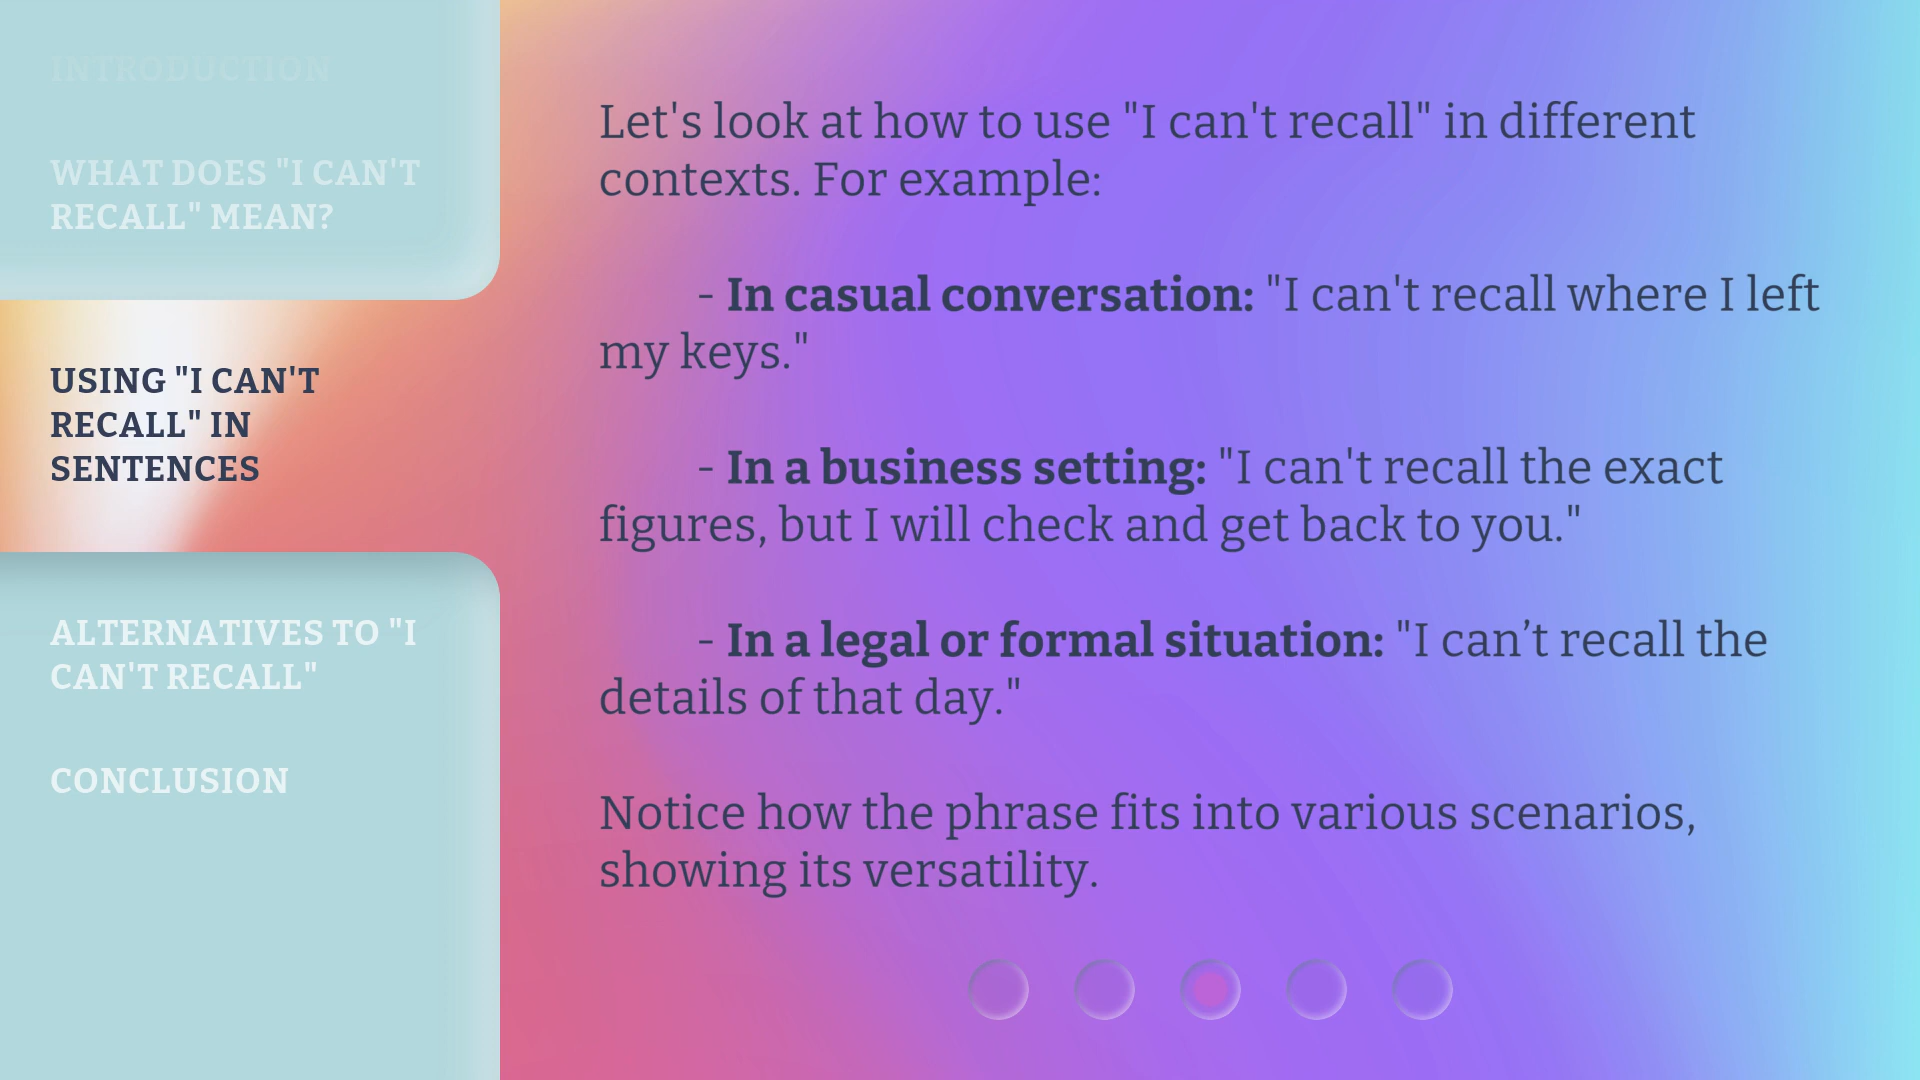 INTRODUCTION
WHAT DOES "I CAN'T
RECALL" MEAN?
USING "I CAN'T
RECALL" IN
SENTENCES
ALTERNATIVES TO "I
CAN'T RECALL"
CONCLUSION
Let's look at how to use "I can't recall" in different
contexts. For example:
- In casual conversation: "I can't recall where I left
my keys."
- In a business setting: "I can't recall the exact
figures, but I will check and get back to you."
- In a legal or formal situation: "I can’t recall the
details of that day."
Notice how the phrase fits into various scenarios,
showing its versatility.